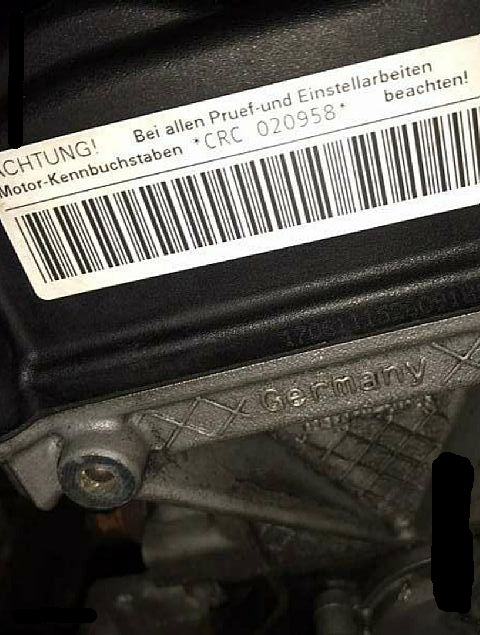 ACHTUNG! Bei allen Pruef-und Einstellarbeiten
Motor-Kennbuchstaben *CRC 020958* beachten!
Germany